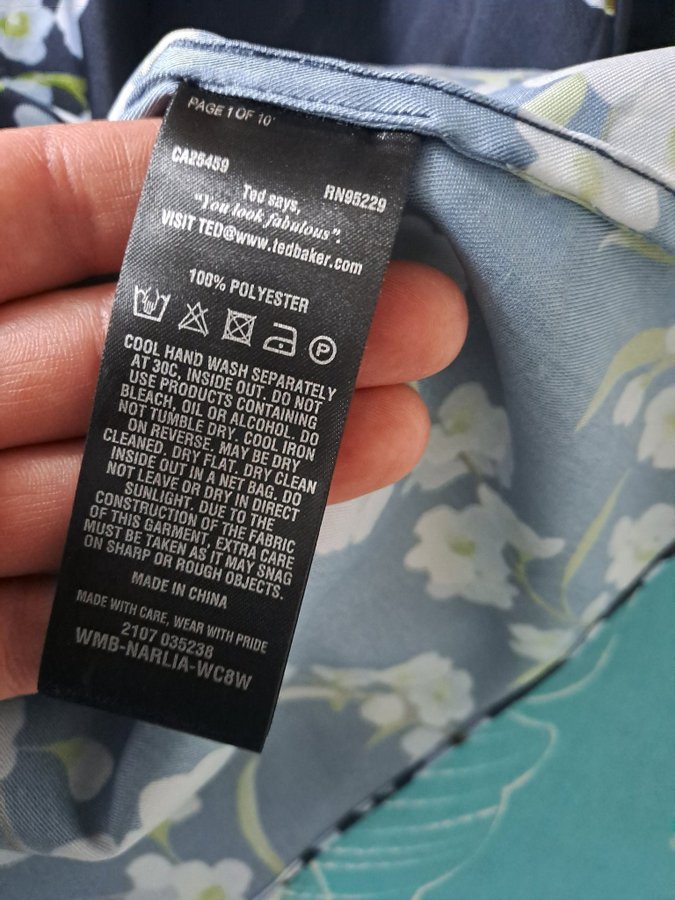 PAGE 1 OF 10
CA25459 RN95229
Ted says,
"You look fabulous".
VISIT TED@www.tedbaker.com
100% POLYESTER
P
COOL HAND WASH SEPARATELY
AT 30C. INSIDE OUT. DO NOT
USE PRODUCTS CONTAINING
BLEACH, OIL OR ALCOHOL. DO
NOT TUMBLE DRY. COOL IRON
ON REVERSE. MAY BE DRY
CLEANED. DRY FLAT. DRY CLEAN
INSIDE OUT IN A NET BAG. DO
NOT LEAVE OR DRY IN DIRECT
SUNLIGHT. DUE TO THE
CONSTRUCTION OF THE FABRIC
OF THIS GARMENT. EXTRA CARE
MUST BE TAKEN AS IT MAY SNAG
ON SHARP OR ROUGH OBJECTS.
MADE IN CHINA
MADE WITH CARE, WEAR WITH PRIDE
2107 035238
WMB-NARLIA-WC8W